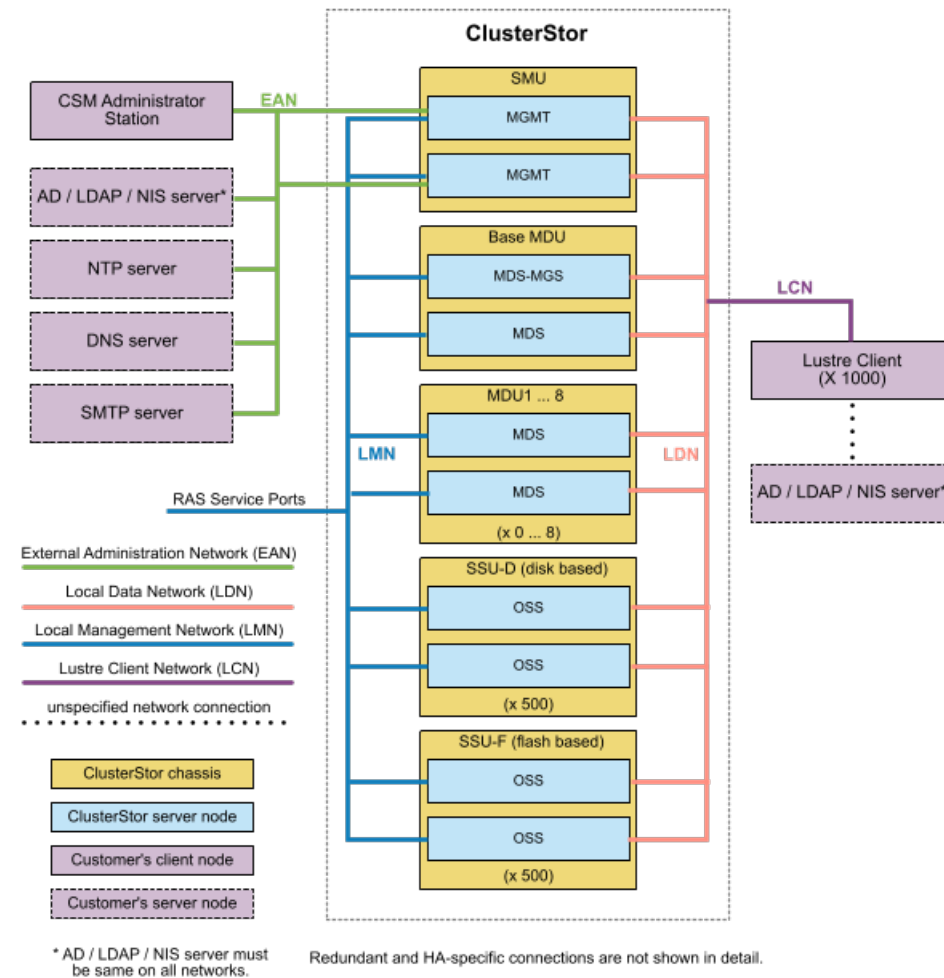 ClusterStor
SMU
CSM Administrator
Station
EAN
MGMT
MGMT
AD / LDAP / NIS server*
Base MDU
NTP server
MDS-MGS
LCN
DNS server
MDS
Lustre Client
(X 1000)
MDU1 ... 8
SMTP server
MDS
LMN
LDN
MDS
AD / LDAP / NIS server*
RAS Service Ports
(x 0 ... 8)
External Administration Network (EAN)
SSU-D (disk based)
Local Data Network (LDN)
OSS
Local Management Network (LMN)
OSS
Lustre Client Network (LCN)
(x 500)
unspecified network connection
SSU-F (flash based)
ClusterStor chassis
OSS
ClusterStor server node
OSS
Customer's client node
(x 500)
Customer's server node
* AD / LDAP / NIS server must
be same on all networks.
Redundant and HA-specific connections are not shown in detail.